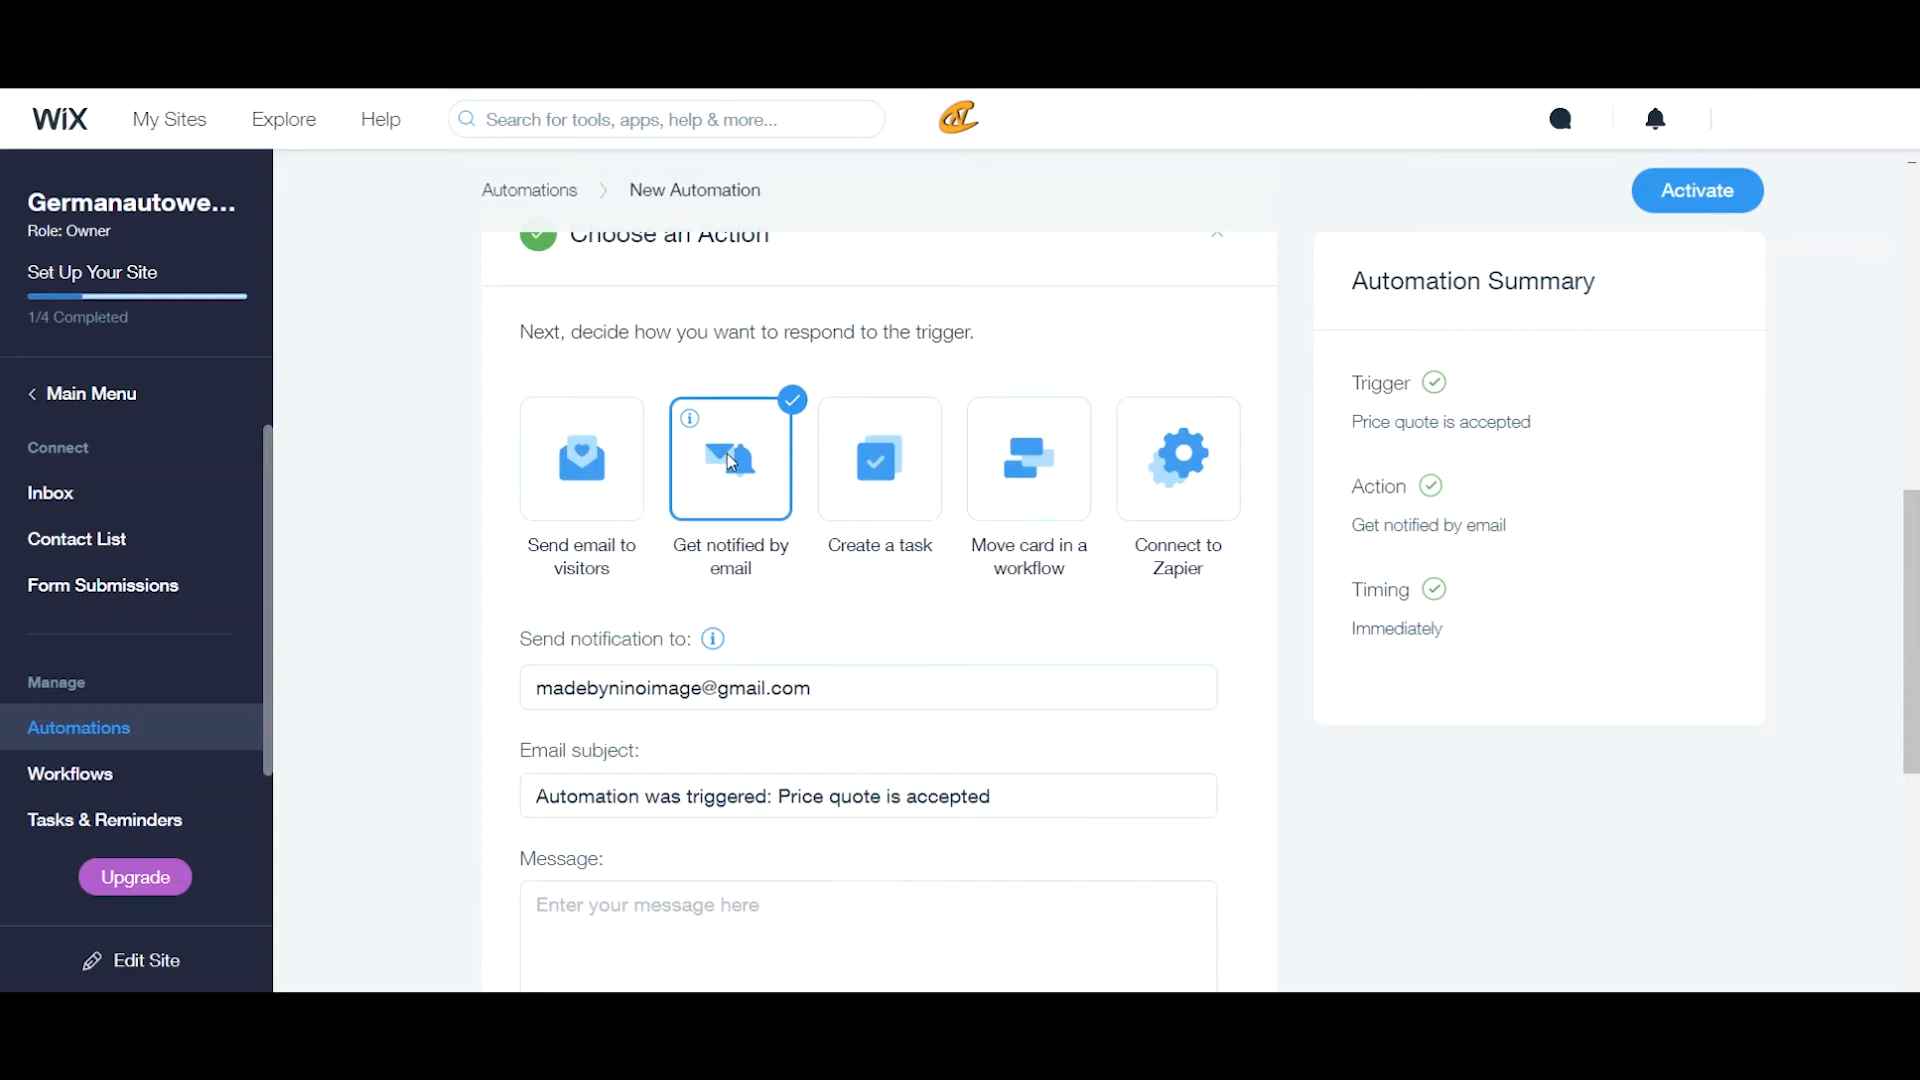 WiX
My Sites
Explore
Help
Search for tools, apps, help & more...
Germanautowe...
Role: Owner
Set Up Your Site
1/4 Completed
Main Menu
Connect
Inbox
Contact List
Form Submissions
Manage
Automations
Workflows
Tasks & Reminders
Upgrade
Edit Site
Automations
New Automation
Activate
Choose an Action
Next, decide how you want to respond to the trigger.
Send email to
visitors
Get notified by
email
Create a task
Move card in a
workflow
Connect to
Zapier
Send notification to:
madebyninoimage@gmail.com
Email subject:
Automation was triggered: Price quote is accepted
Message:
Enter your message here
Automation Summary
Trigger
Price quote is accepted
Action
Get notified by email
Timing
Immediately